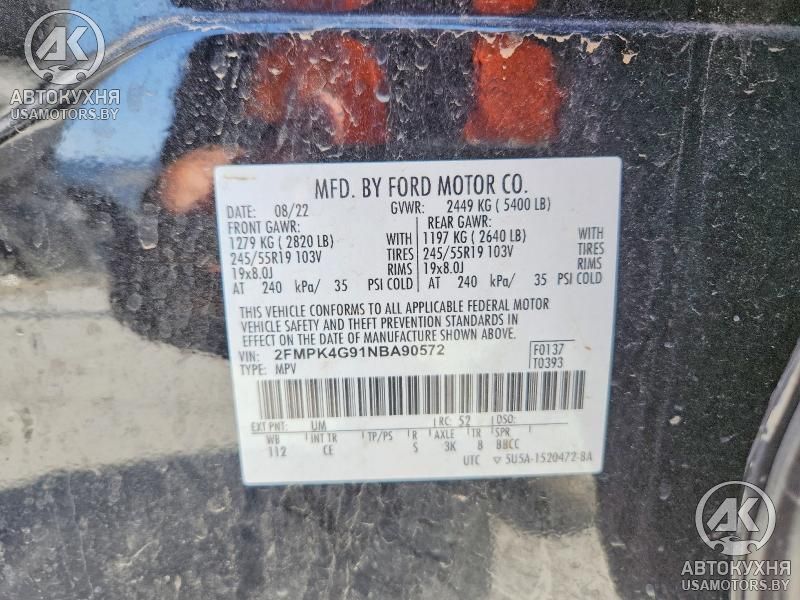 АК
АВТОКУХНЯ
USAMOTORS.BY
MFD. BY FORD MOTOR CO.
DATE: 08/22 GVWR: 2449 KG ( 5400 LB)
FRONT GAWR: REAR GAWR:
1279 KG ( 2820 LB) WITH 1197 KG ( 2640 LB) WITH
245/55R19 103V TIRES 245/55R19 103V TIRES
19x8.0J RIMS 19x8.0J RIMS
AT 240 kPa/ 35 PSI COLD AT 240 kPa/ 35 PSI COLD
THIS VEHICLE CONFORMS TO ALL APPLICABLE FEDERAL MOTOR
VEHICLE SAFETY AND THEFT PREVENTION STANDARDS IN
EFFECT ON THE DATE OF MANUFACTURE SHOWN ABOVE.
VIN: 2FMPK4G91NBA90572 F0137
TYPE: MPV T0393
EXT PNT: UM RC: 52 DSO:
WB INT TR TP/PS R AXLE TR SPR
112 CE S 3K 8 BBCC
UTC ▽ 5U5A-1520472-BA
АК
АВТОКУХНЯ
USAMOTORS.BY